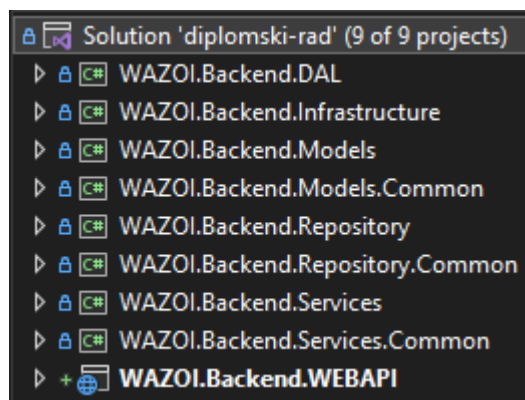 Solution 'diplomski-rad' (9 of 9 projects)
C# WAZOI.Backend.DAL
C# WAZOI.Backend.Infrastructure
C# WAZOI.Backend.Models
C# WAZOI.Backend.Models.Common
C# WAZOI.Backend.Repository
C# WAZOI.Backend.Repository.Common
C# WAZOI.Backend.Services
C# WAZOI.Backend.Services.Common
+ WAZOI.Backend.WEBAPI